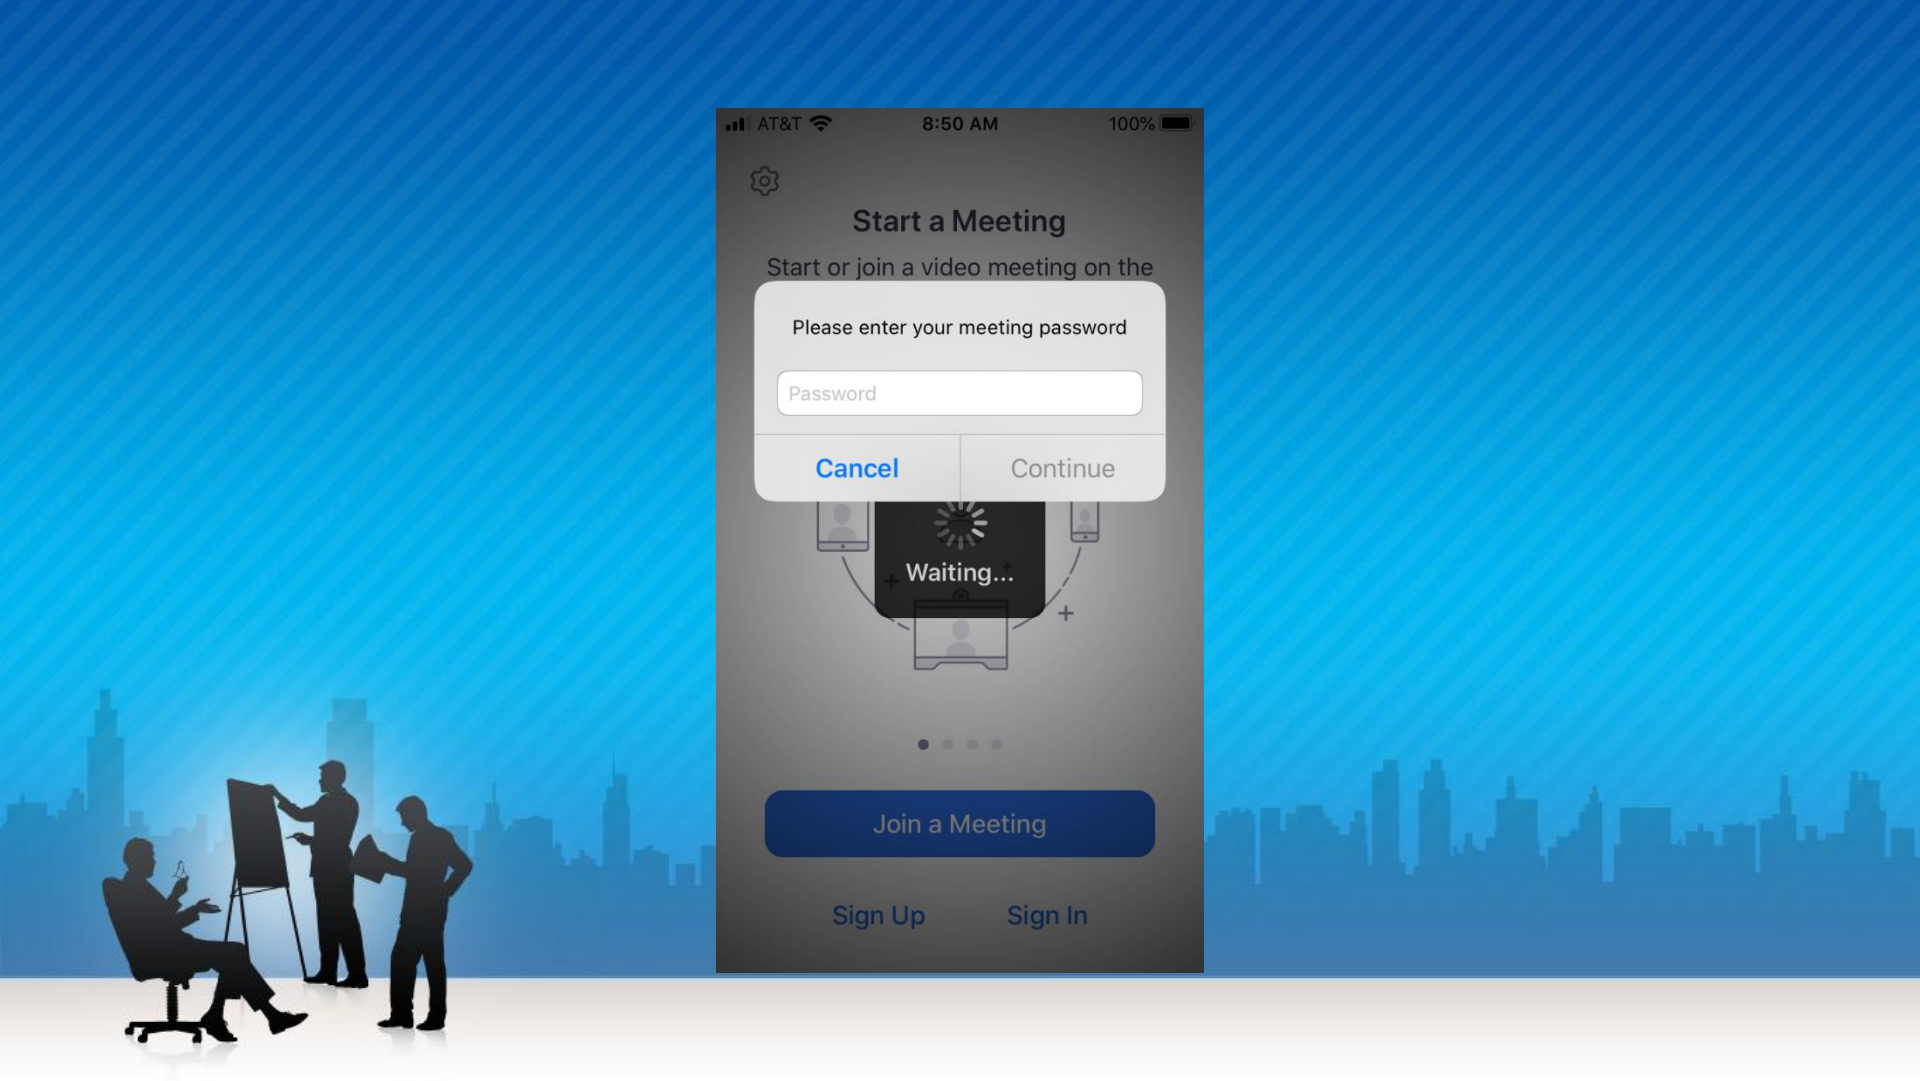 AT&T 8:50 AM 100%
Start a Meeting
Start or join a video meeting on the
Please enter your meeting password
Password
Cancel Continue
Waiting...
Join a Meeting
Sign Up Sign In